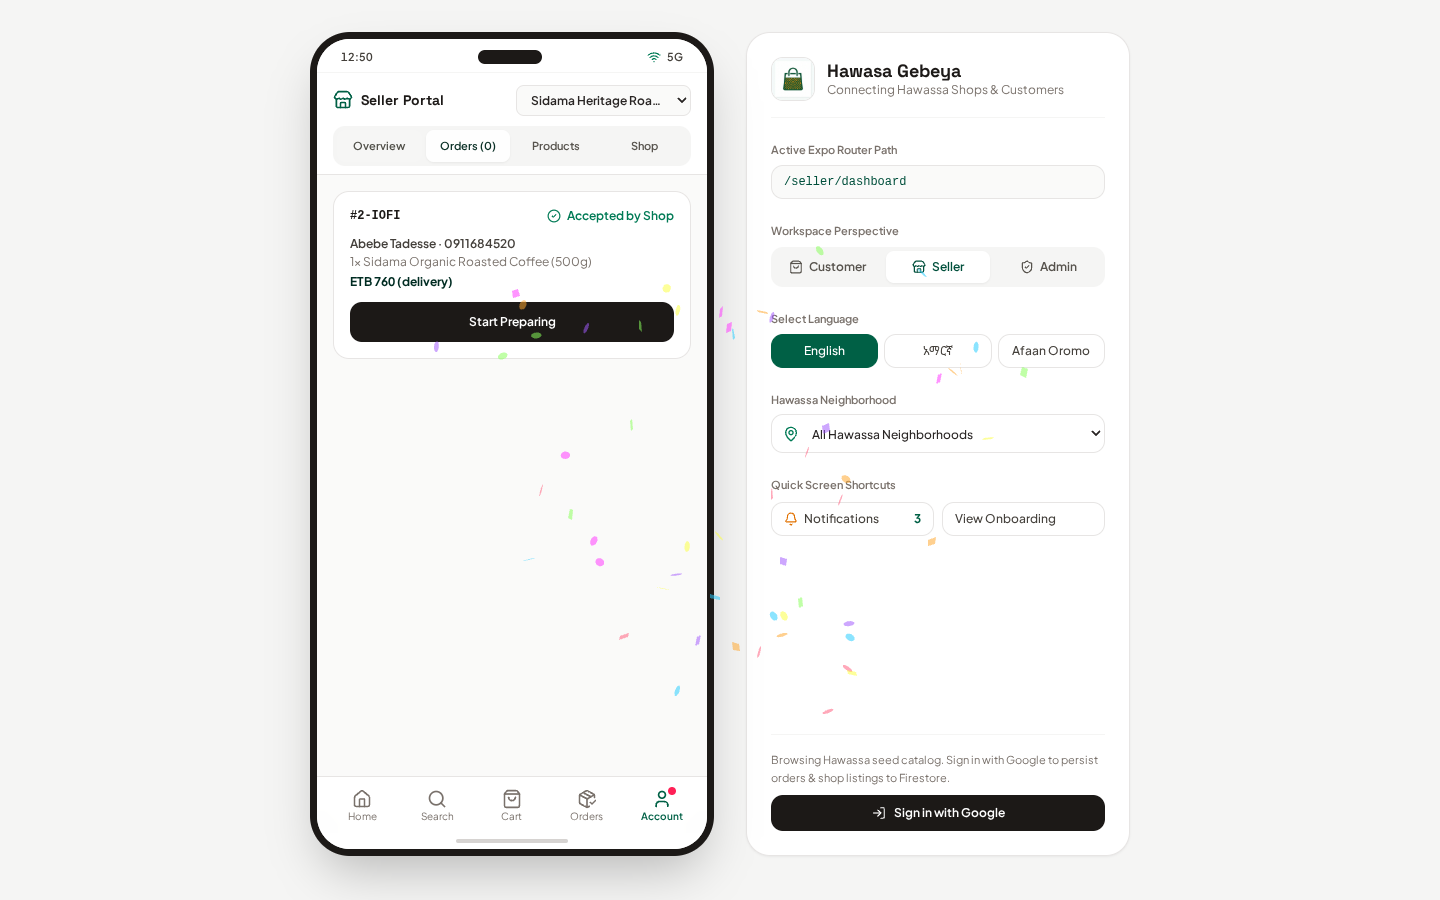 12:50
5G
Seller Portal
Sidama Heritage Roa...
Overview
Orders (0)
Products
Shop
#2-IOFI
Accepted by Shop
Abebe Tadesse · 0911684520
1x Sidama Organic Roasted Coffee (500g)
ETB 760 (delivery)
Start Preparing
Home
Search
Cart
Orders
Account
Hawasa Gebeya
Connecting Hawassa Shops & Customers
Active Expo Router Path
/seller/dashboard
Workspace Perspective
Customer
Seller
Admin
Select Language
English
አማርኛ
Afaan Oromo
Hawassa Neighborhood
All Hawassa Neighborhoods
Quick Screen Shortcuts
Notifications
3
View Onboarding
Browsing Hawassa seed catalog. Sign in with Google to persist
orders & shop listings to Firestore.
Sign in with Google